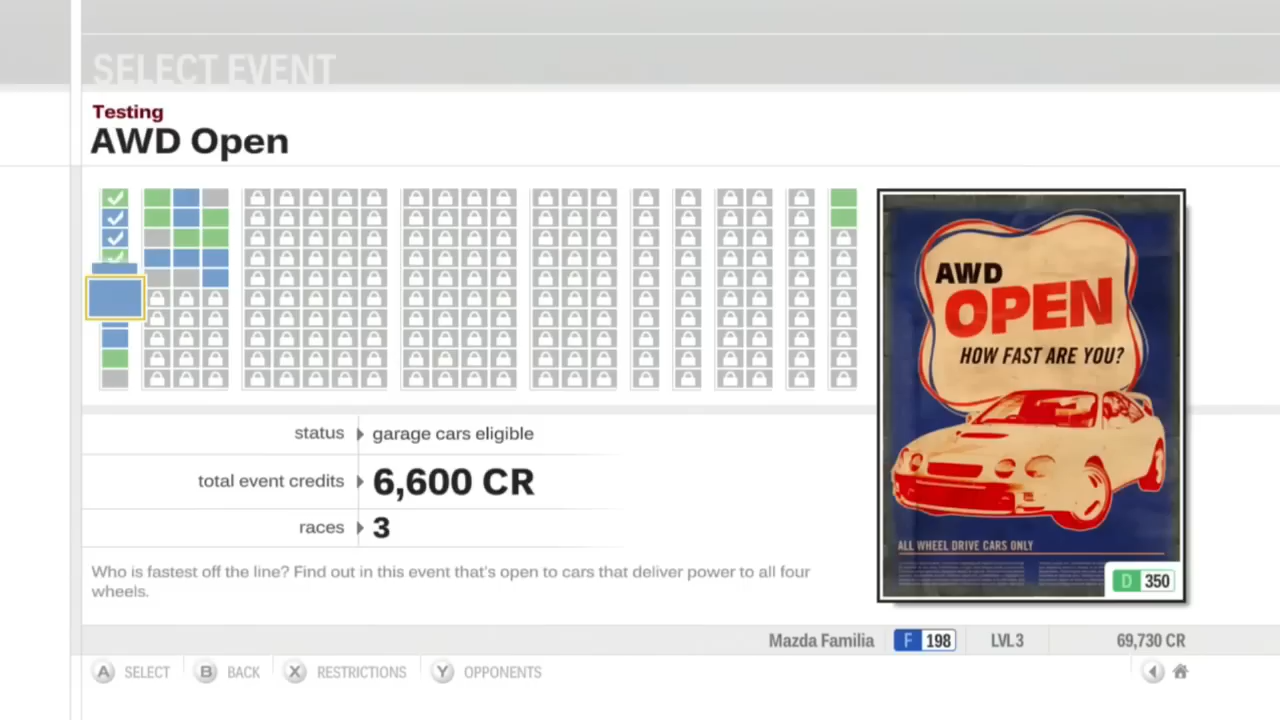 SELECT EVENT
Testing
AWD Open
AWD
OPEN
HOW FAST ARE YOU?
ALL WHEEL DRIVE CARS ONLY
D 350
status garage cars eligible
total event credits 6,600 CR
races 3
Who is fastest off the line? Find out in this event that's open to cars that deliver power to all four
wheels.
Mazda Familia F 198 LVL3 69,730 CR
A SELECT B BACK X RESTRICTIONS Y OPPONENTS